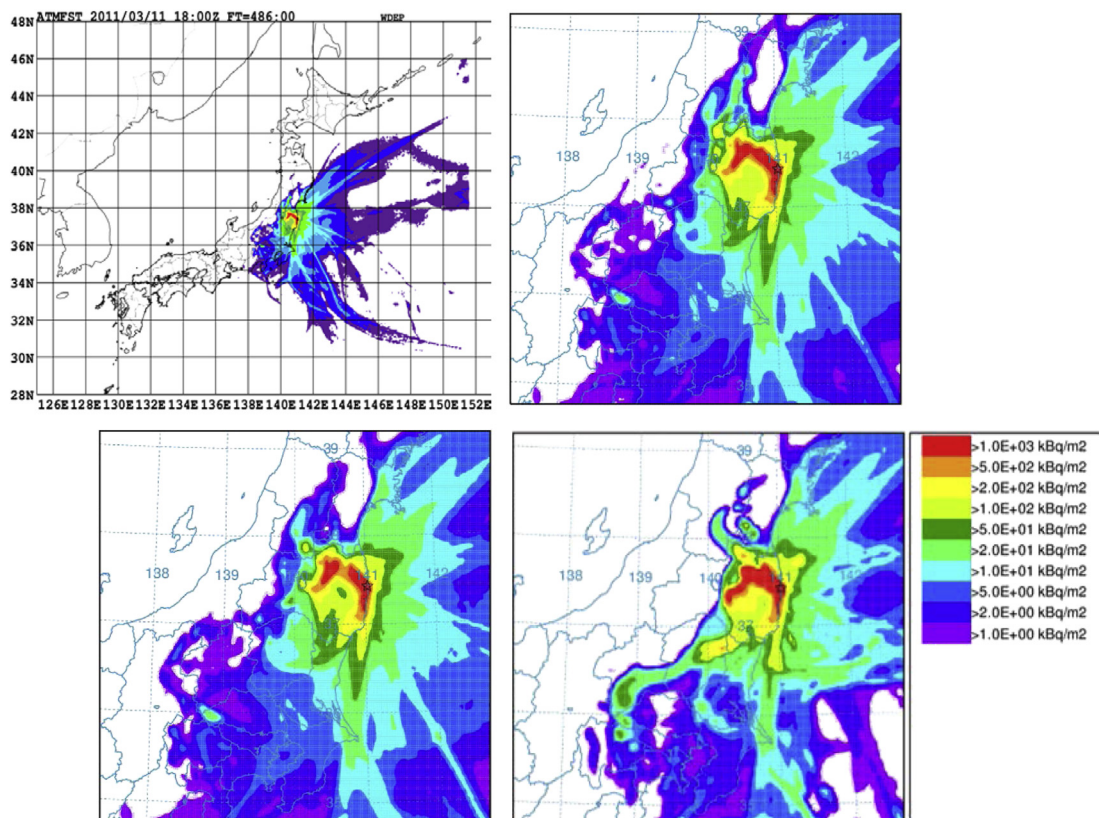 ATMFST 2011/03/11 18:00Z FT=486:00 WDEP
48N
46N
44N
42N
40N
38N
36N
34N
32N
30N
28N
126E 128E 130E 132E 134E 136E 138E 140E 142E 144E 146E 148E 150E 152E
39
138 139 141 142
39
138 139 141 142
39
138 139 140 141 142
37
>1.0E+03 kBq/m2
>5.0E+02 kBq/m2
>2.0E+02 kBq/m2
>1.0E+02 kBq/m2
>5.0E+01 kBq/m2
>2.0E+01 kBq/m2
>1.0E+01 kBq/m2
>5.0E+00 kBq/m2
>2.0E+00 kBq/m2
>1.0E+00 kBq/m2